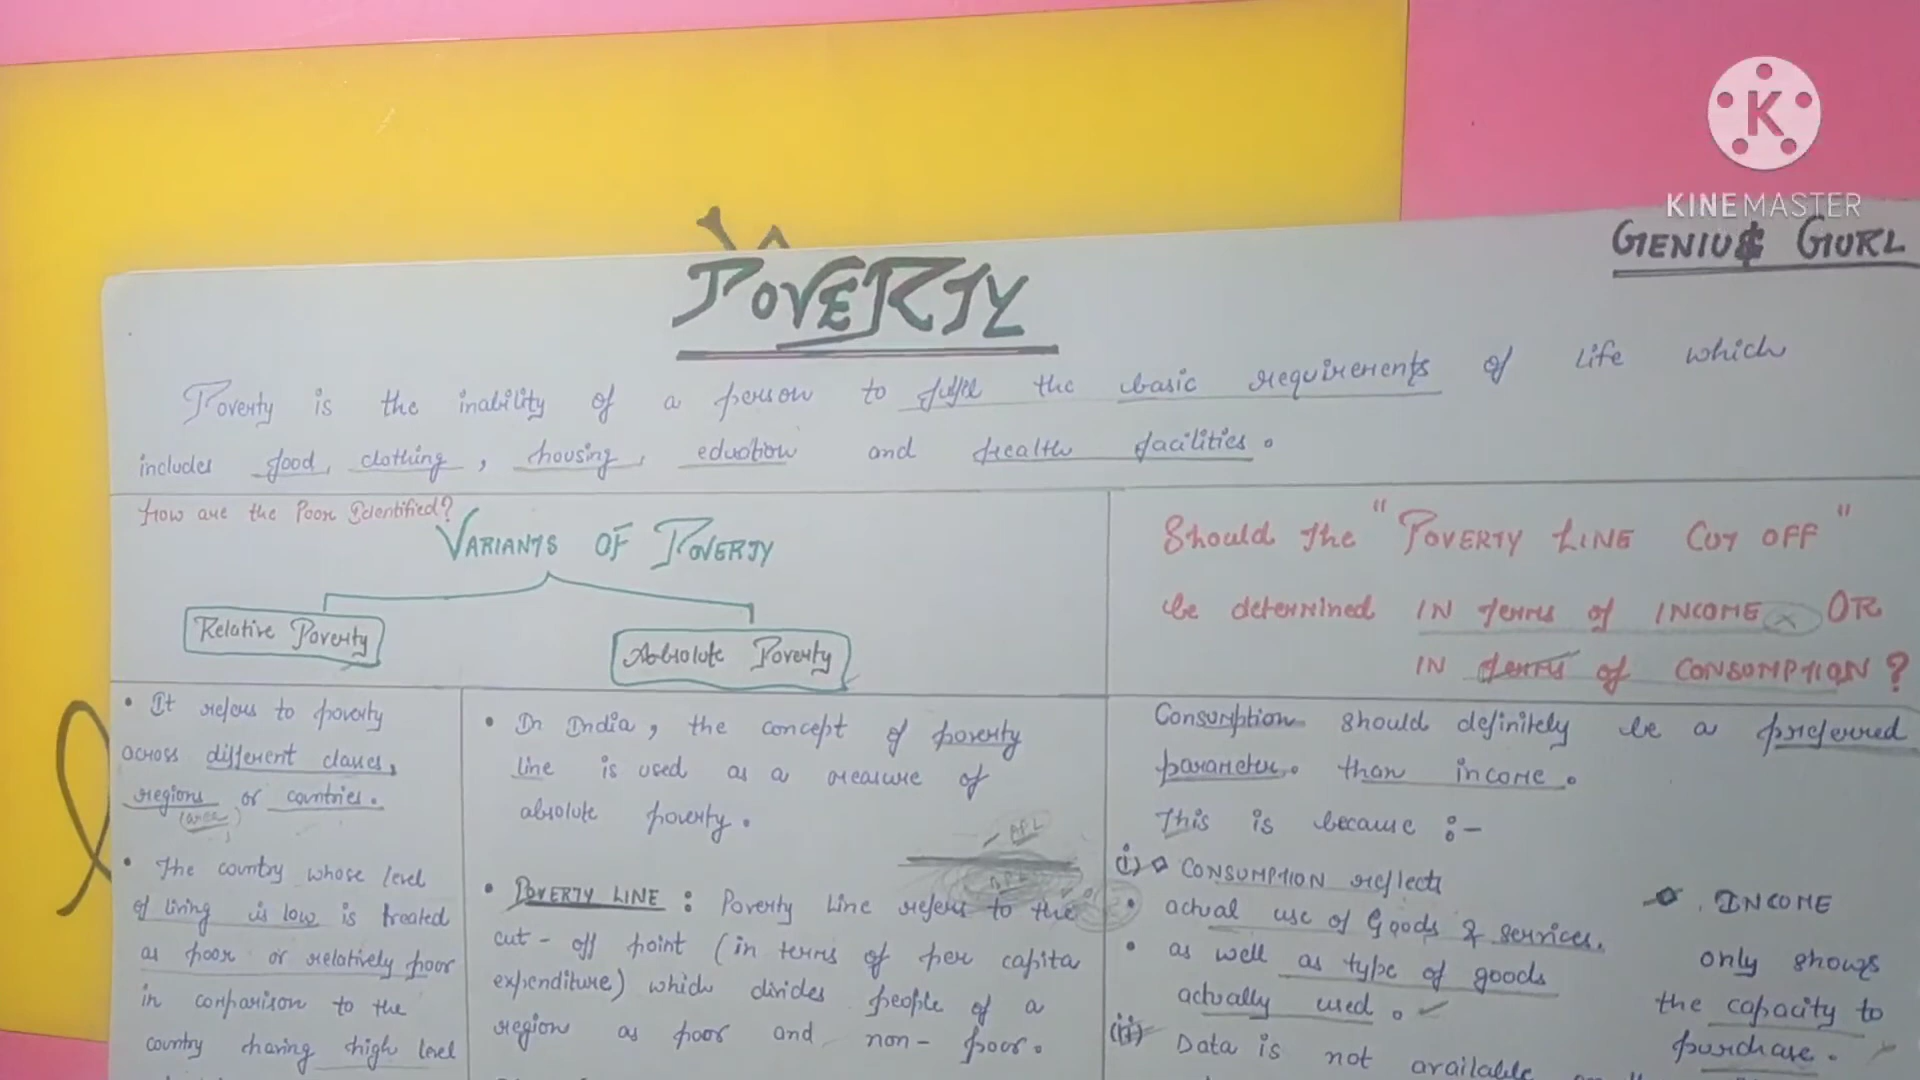 K
KINEMASTER
GENIU$ GURL
POVERTY
Poverty is the inability of a person to fulfil the basic requirements of life which
includes food, clothing, housing, eduction and health facilities.
How are the Poor Identified?
VARIANTS OF POVERTY
Relative Poverty
Absolute Poverty
• It refers to poverty
across different classes,
regions or countries.
(area)
• The country whose level
of living is low is treated
as poor or relatively poor
in comparison to the
country having high level
• In India, the concept of poverty
line is used as a measure of
absolute poverty.
APL
BPL
• POVERTY LINE : Poverty Line refers to the
cut-off point (in terms of per capita
expenditure) which divides people of a
region as poor and non-poor.
Should the "POVERTY LINE CUT OFF"
be determined IN terms of INCOME × OR
IN terms of CONSUMPTION ?
Consumption should definitely be a preferred
parameter. than income.
This is because :-
(i) CONSUMPTION reflects
• actual use of Goods & services.
• as well as type of goods
actually used.
INCOME
only shows
the capacity to
purchase.
(ii) Data is not available